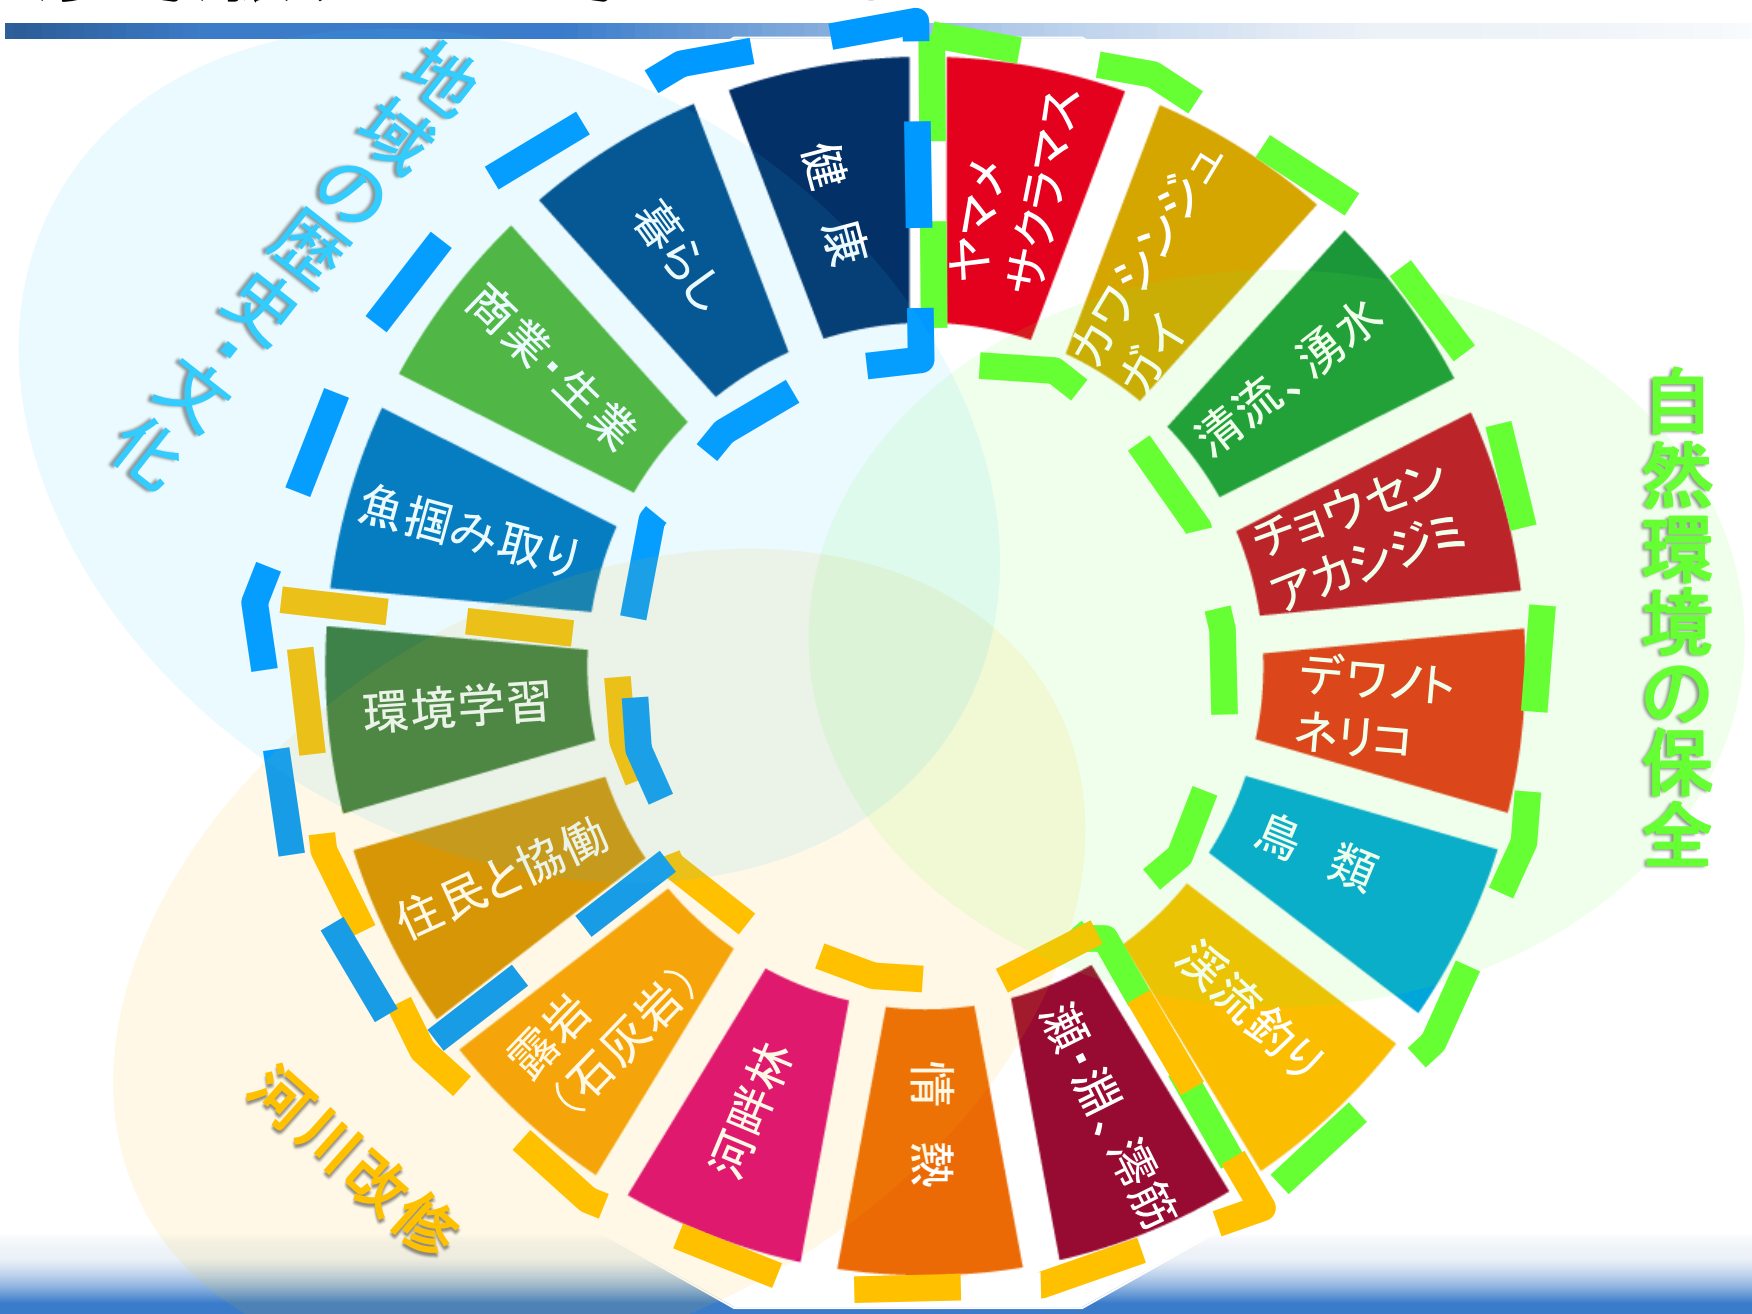 地域の歴史・文化
自然環境の保全
河川改修
ヤマメ
サクラマス
カワシンジュ
ガイ
清流、湧水
チョウセン
アカシジミ
デワノト
ネリコ
鳥　類
渓流釣り
瀬・淵、澪筋
情　熱
河畔林
露岩
（石灰岩）
住民と協働
環境学習
魚掴み取り
商業・生業
暮らし
健　康